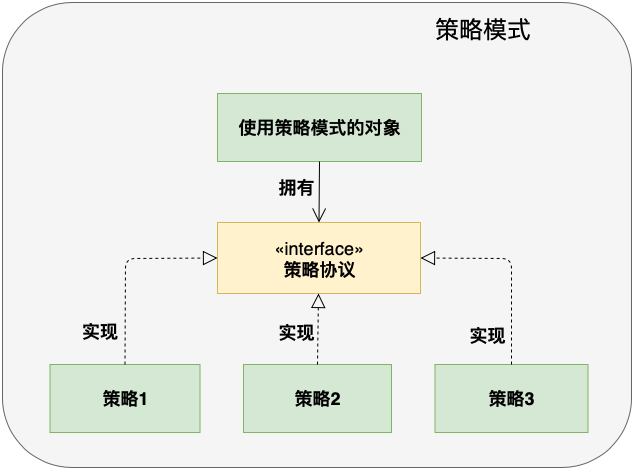 策略模式
使用策略模式的对象
拥有
«interface»
策略协议
实现
实现
实现
策略1
策略2
策略3